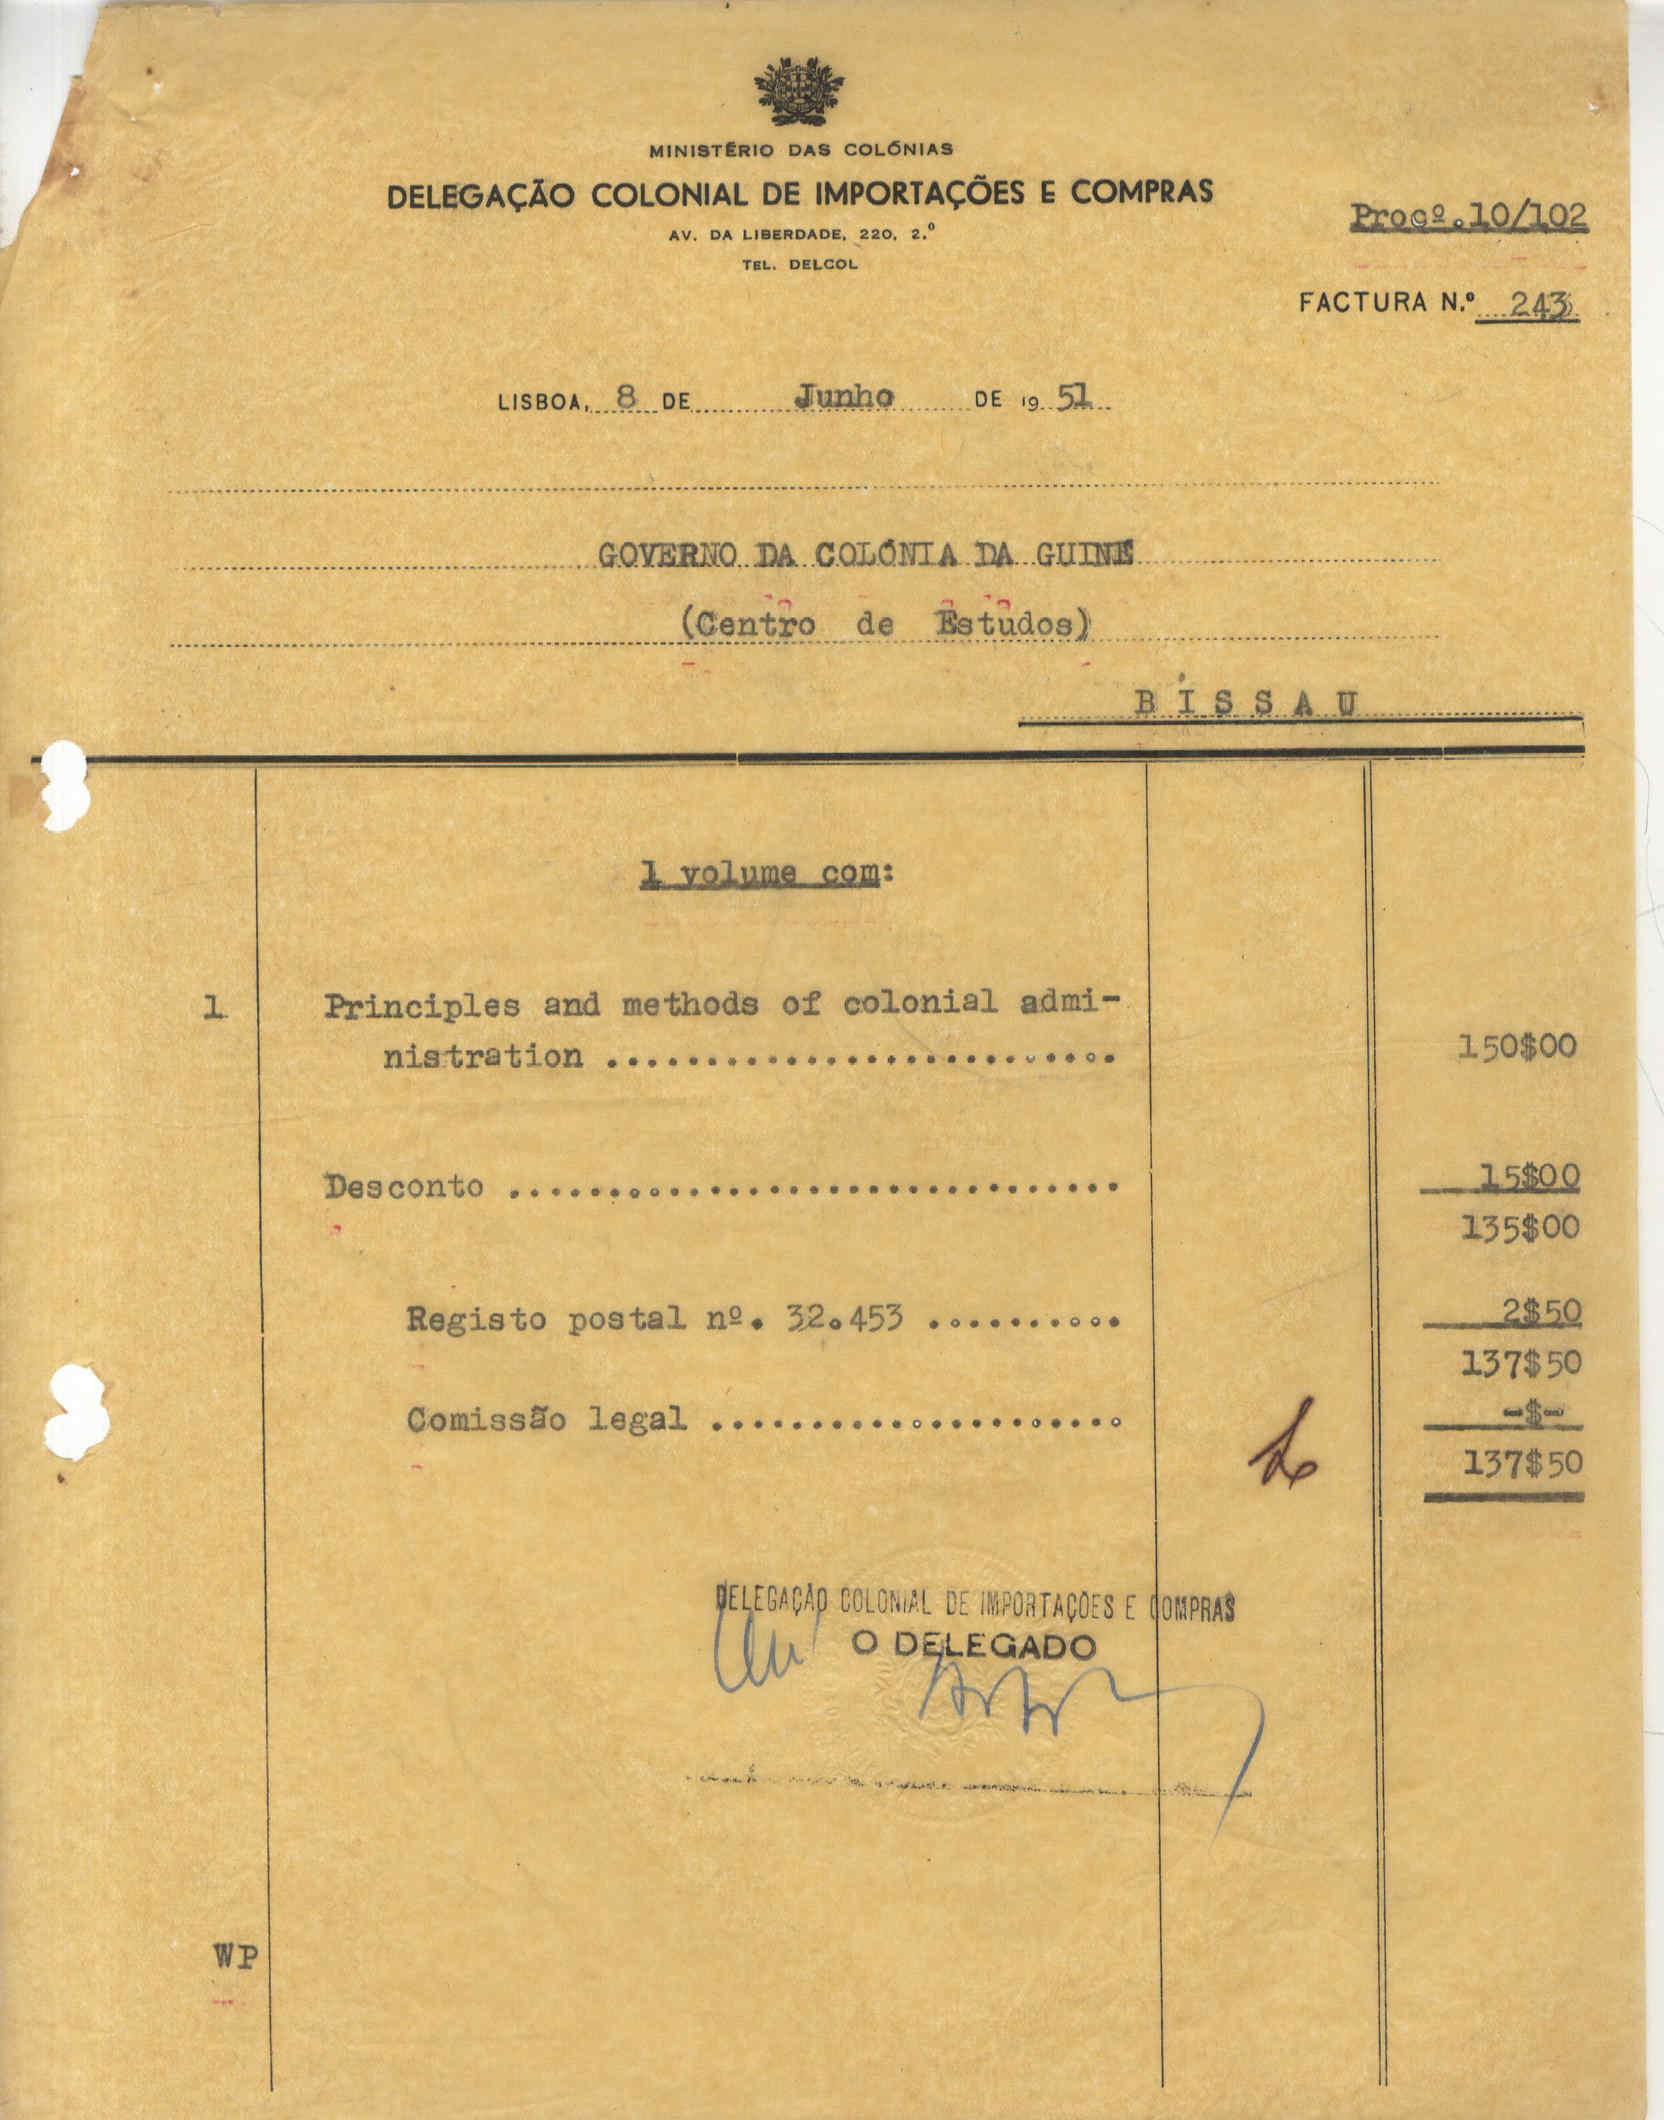 MINISTÉRIO DAS COLÓNIAS
DELEGAÇÃO COLONIAL DE IMPORTAÇÕES E COMPRAS
AV. DA LIBERDADE, 220, 2.º
TEL. DELCOL
Procº.10/102
FACTURA N.º 243
LISBOA, 8 DE Junho DE 1951
GOVERNO DA COLÓNIA DA GUINÉ
(Centro de Estudos)
BISSAU
1 volume com:
1 Principles and methods of colonial admi-
nistration .......................... 150$00
Desconto ............................... 15$00
135$00
Registo postal nº. 32.453 .......... 2$50
137$50
Comissão legal ..................... -$-
137$50
DELEGAÇÃO COLONIAL DE IMPORTAÇÕES E COMPRAS
O DELEGADO
WP